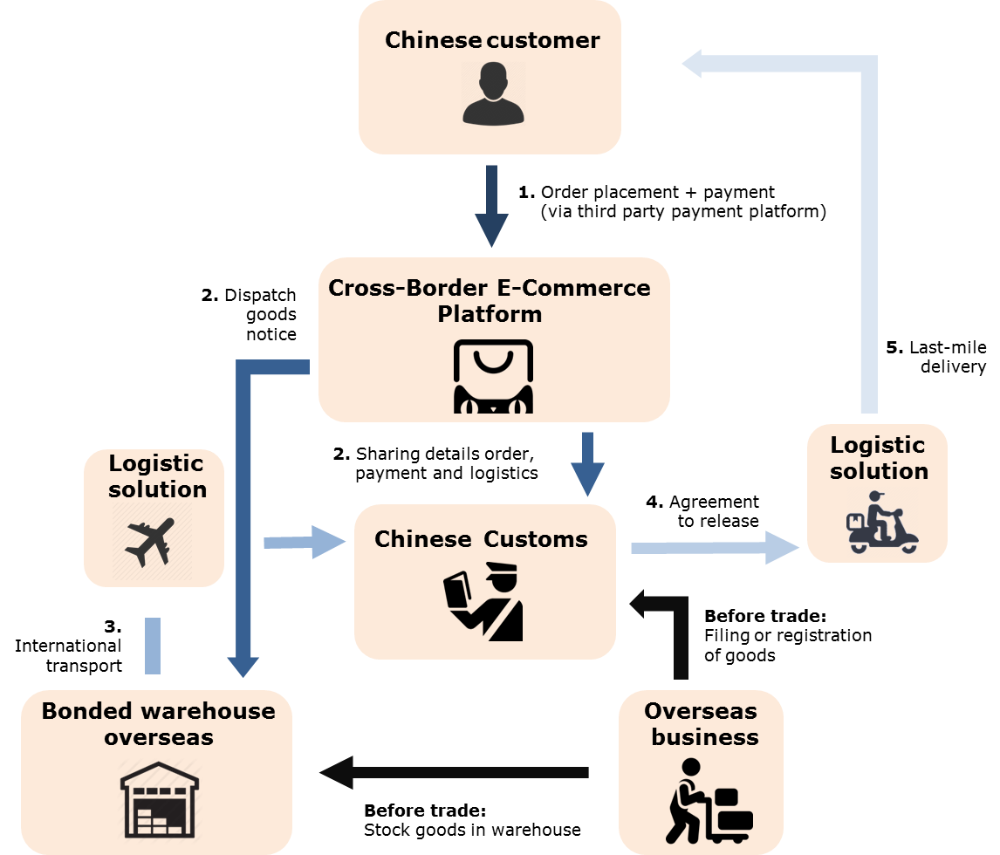 Chinese customer
1. Order placement + payment
(via third party payment platform)
Cross-Border E-Commerce
Platform
2. Dispatch
goods
notice
5. Last-mile
delivery
2. Sharing details order,
payment and logistics
Logistic
solution
Logistic
solution
4. Agreement
to release
Chinese Customs
3.
International
transport
Before trade:
Filing or registration
of goods
Bonded warehouse
overseas
Overseas
business
Before trade:
Stock goods in warehouse